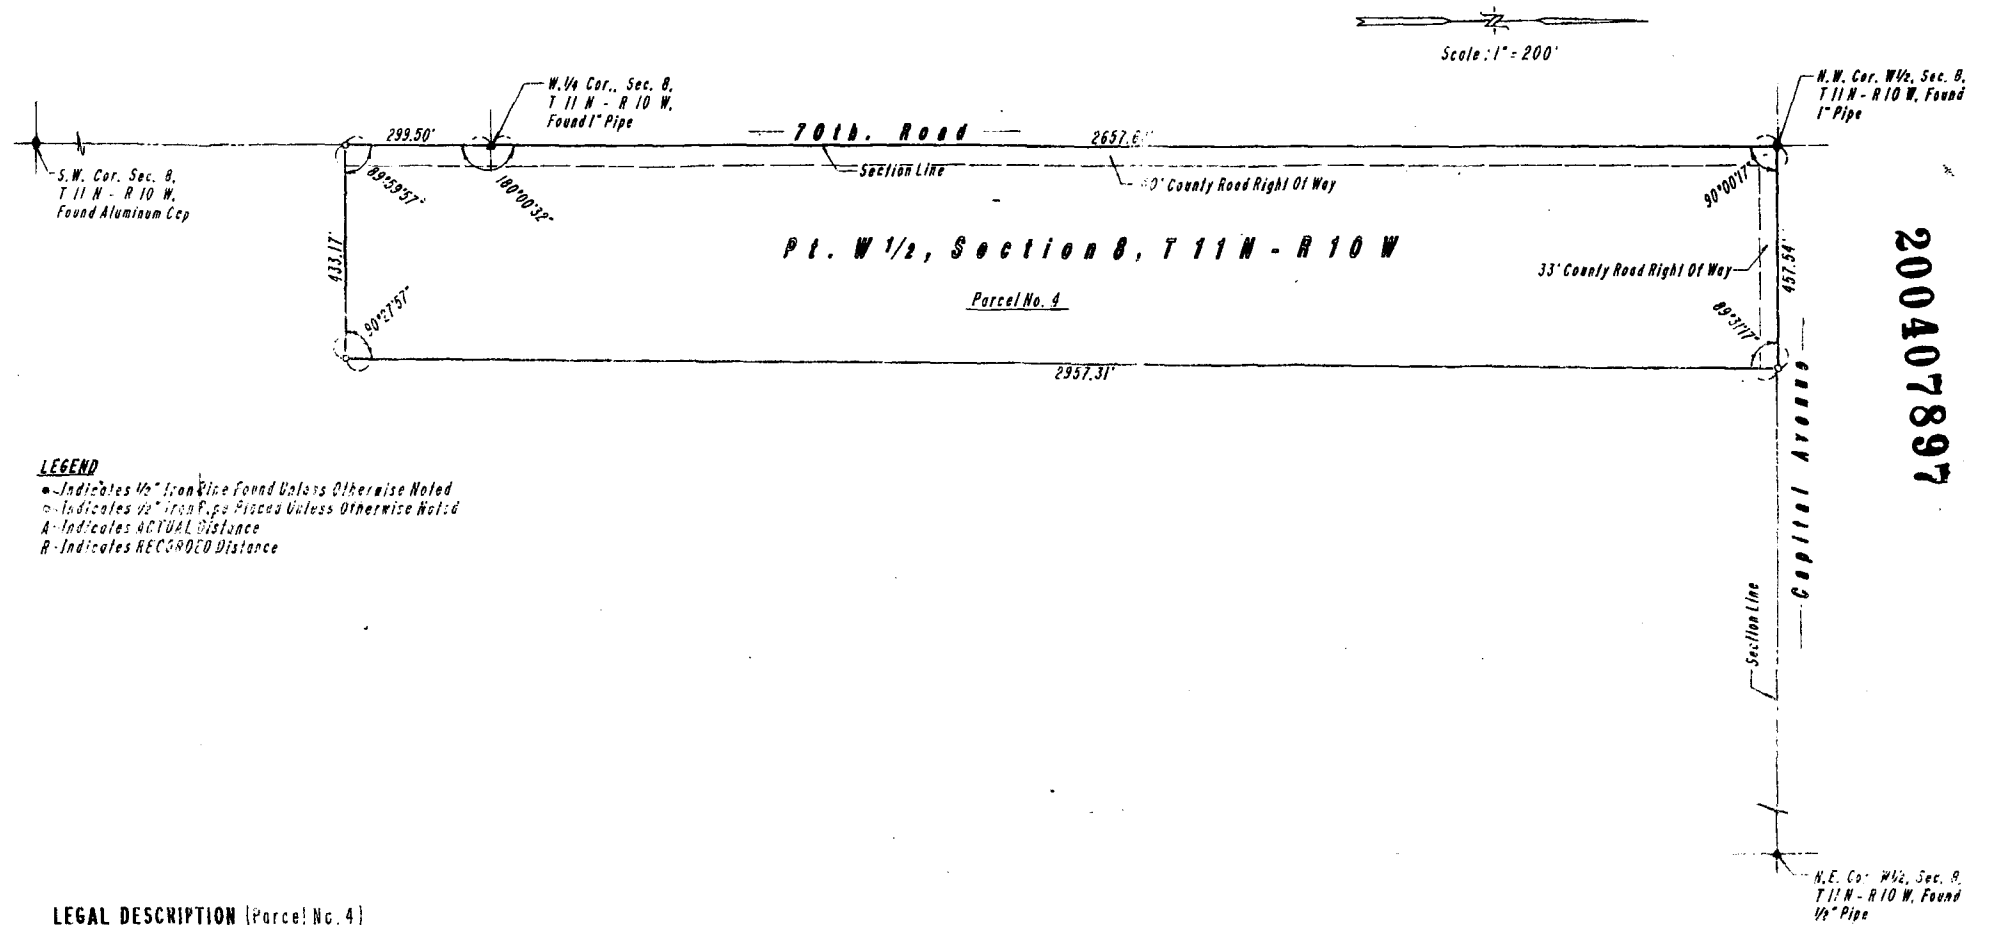 Scale: 1" = 200'
W. 1/4 Cor., Sec. 8,
T 11 N - R 10 W,
Found 1" Pipe
N.W. Cor. W1/2, Sec. 8,
T 11 N - R 10 W, Found
1" Pipe
299.50'
70th. Road
2657.6
S.W. Cor. Sec. 8,
T 11 N - R 10 W,
Found Aluminum Cap
89°59'57"
180°00'32"
Section Line
0' County Road Right Of Way
90°00'17"
433.17'
Pt. W 1/2, Section 8, T 11 N - R 10 W
33' County Road Right Of Way
457.54'
Parcel No. 4
90°27'57"
89°31'17"
2957.31'
200407897
Capital Avenue
Section Line
LEGEND
●-Indicates 1/2" Iron Pipe Found Unless Otherwise Noted
○-Indicates 1/2" Iron Pipe Placed Unless Otherwise Noted
A-Indicates ACTUAL Distance
R-Indicates RECORDED Distance
N.E. Cor W1/2, Sec. 8,
T 11 N - R 10 W, Found
1/2" Pipe
LEGAL DESCRIPTION (Parcel No. 4)